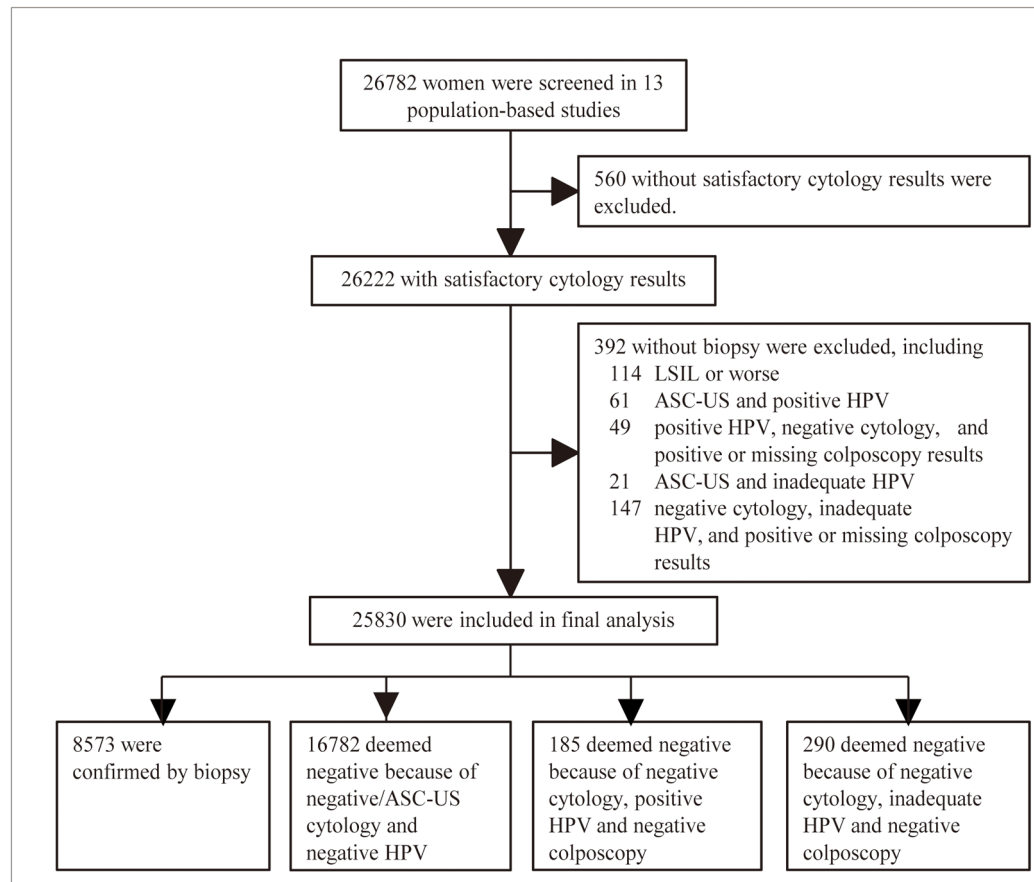 26782 women were screened in 13
population-based studies
560 without satisfactory cytology results were
excluded.
26222 with satisfactory cytology results
392 without biopsy were excluded, including
114 LSIL or worse
61 ASC-US and positive HPV
49 positive HPV, negative cytology, and
positive or missing colposcopy results
21 ASC-US and inadequate HPV
147 negative cytology, inadequate
HPV, and positive or missing colposcopy
results
25830 were included in final analysis
8573 were
confirmed by biopsy
16782 deemed
negative because of
negative/ASC-US
cytology and
negative HPV
185 deemed negative
because of negative
cytology, positive
HPV and negative
colposcopy
290 deemed negative
because of negative
cytology, inadequate
HPV and negative
colposcopy